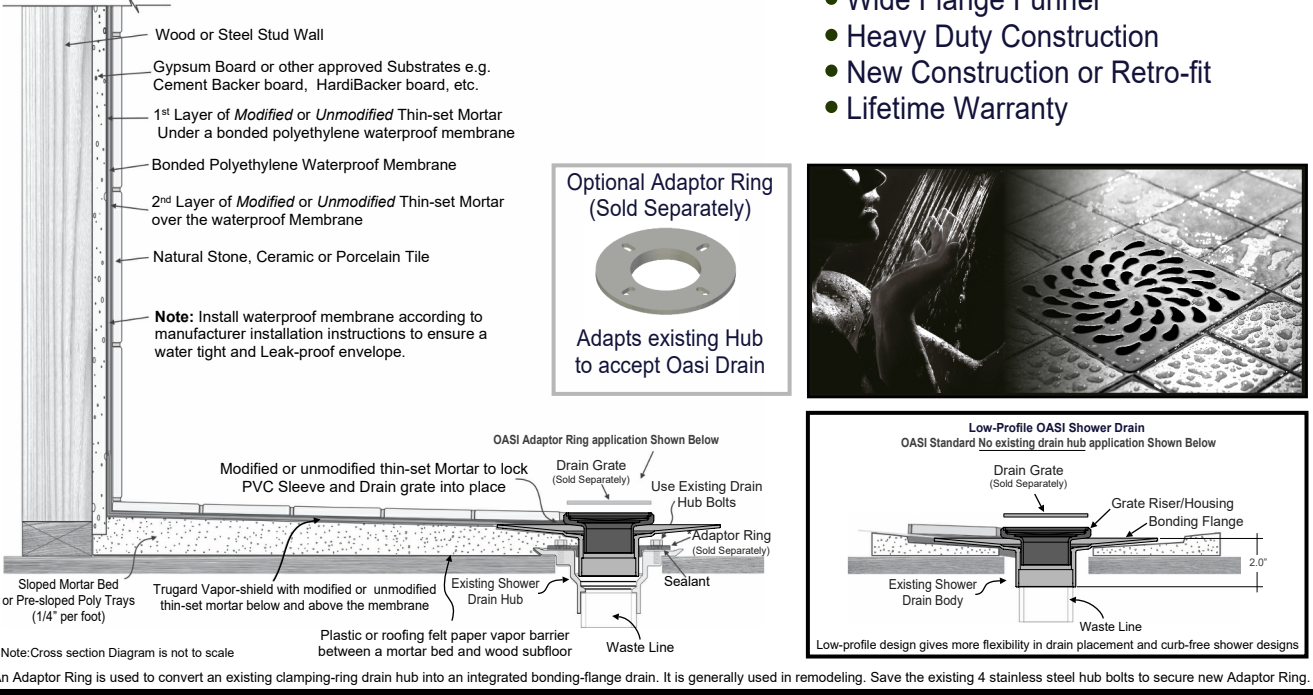 Wood or Steel Stud Wall
Gypsum Board or other approved Substrates e.g.
Cement Backer board, HardiBacker board, etc.
1st Layer of Modified or Unmodified Thin-set Mortar
Under a bonded polyethylene waterproof membrane
Bonded Polyethylene Waterproof Membrane
2nd Layer of Modified or Unmodified Thin-set Mortar
over the waterproof Membrane
Natural Stone, Ceramic or Porcelain Tile
Note: Install waterproof membrane according to
manufacturer installation instructions to ensure a
water tight and Leak-proof envelope.
• Wide Flange Funnel
• Heavy Duty Construction
• New Construction or Retro-fit
• Lifetime Warranty
Optional Adaptor Ring
(Sold Separately)
Adapts existing Hub
to accept Oasi Drain
OASI Adaptor Ring application Shown Below
Modified or unmodified thin-set Mortar to lock
PVC Sleeve and Drain grate into place
Drain Grate
(Sold Separately)
Use Existing Drain
Hub Bolts
Adaptor Ring
(Sold Separately)
Sealant
Sloped Mortar Bed
or Pre-sloped Poly Trays
(1/4" per foot)
Trugard Vapor-shield with modified or unmodified
thin-set mortar below and above the membrane
Existing Shower
Drain Hub
Plastic or roofing felt paper vapor barrier
between a mortar bed and wood subfloor
Waste Line
Note:Cross section Diagram is not to scale
Low-Profile OASI Shower Drain
OASI Standard No existing drain hub application Shown Below
Drain Grate
(Sold Separately)
Grate Riser/Housing
Bonding Flange
2.0"
Existing Shower
Drain Body
Waste Line
Low-profile design gives more flexibility in drain placement and curb-free shower designs
An Adaptor Ring is used to convert an existing clamping-ring drain hub into an integrated bonding-flange drain. It is generally used in remodeling. Save the existing 4 stainless steel hub bolts to secure new Adaptor Ring.